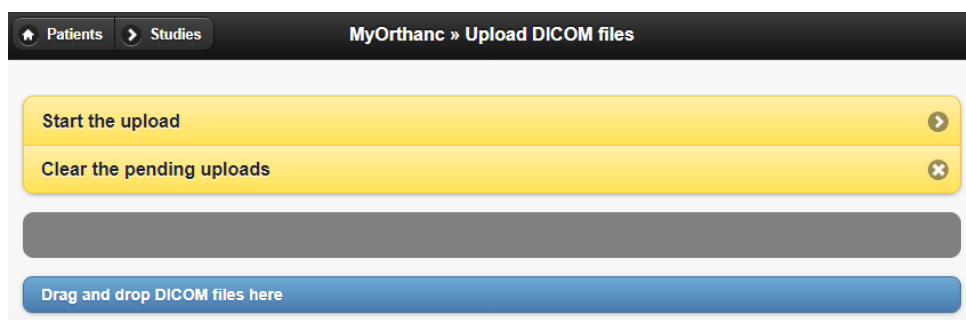 Patients Studies MyOrthanc » Upload DICOM files
Start the upload
Clear the pending uploads
Drag and drop DICOM files here